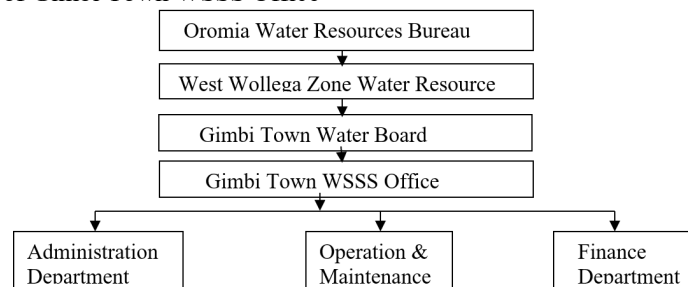 Oromia Water Resources Bureau
West Wollega Zone Water Resource
Gimbi Town Water Board
Gimbi Town WSSS Office
Administration
Department
Operation &
Maintenance
Finance
Department